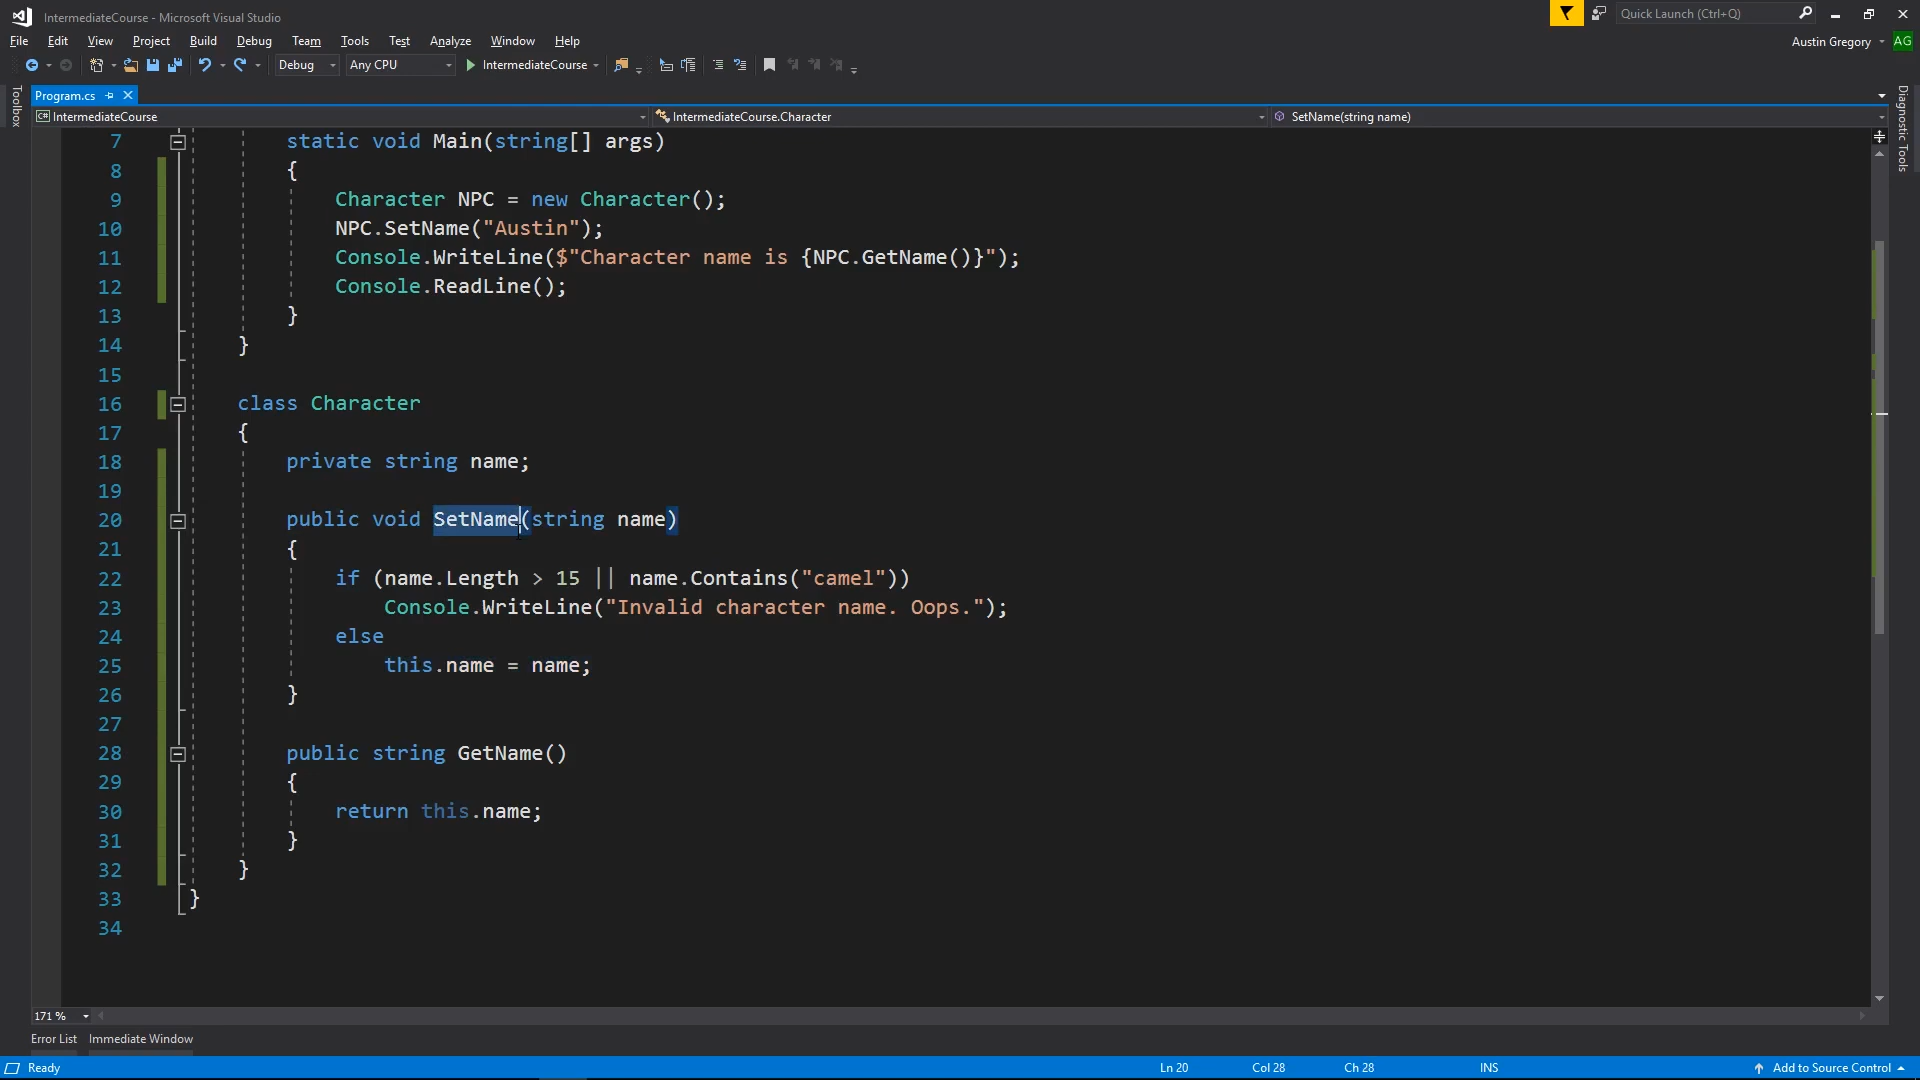 IntermediateCourse - Microsoft Visual Studio
Quick Launch (Ctrl+Q)
File Edit View Project Build Debug Team Tools Test Analyze Window Help
Austin Gregory AG
Debug Any CPU IntermediateCourse
Toolbox
Program.cs
Diagnostic Tools
C# IntermediateCourse IntermediateCourse.Character SetName(string name)
7 static void Main(string[] args)
8 {
9 Character NPC = new Character();
10 NPC.SetName("Austin");
11 Console.WriteLine($"Character name is {NPC.GetName()}");
12 Console.ReadLine();
13 }
14 }
15
16 class Character
17 {
18 private string name;
19
20 public void SetName(string name)
21 {
22 if (name.Length > 15 || name.Contains("camel"))
23 Console.WriteLine("Invalid character name. Oops.");
24 else
25 this.name = name;
26 }
27
28 public string GetName()
29 {
30 return this.name;
31 }
32 }
33 }
34
171 %
Error List Immediate Window
Ready Ln 20 Col 28 Ch 28 INS Add to Source Control